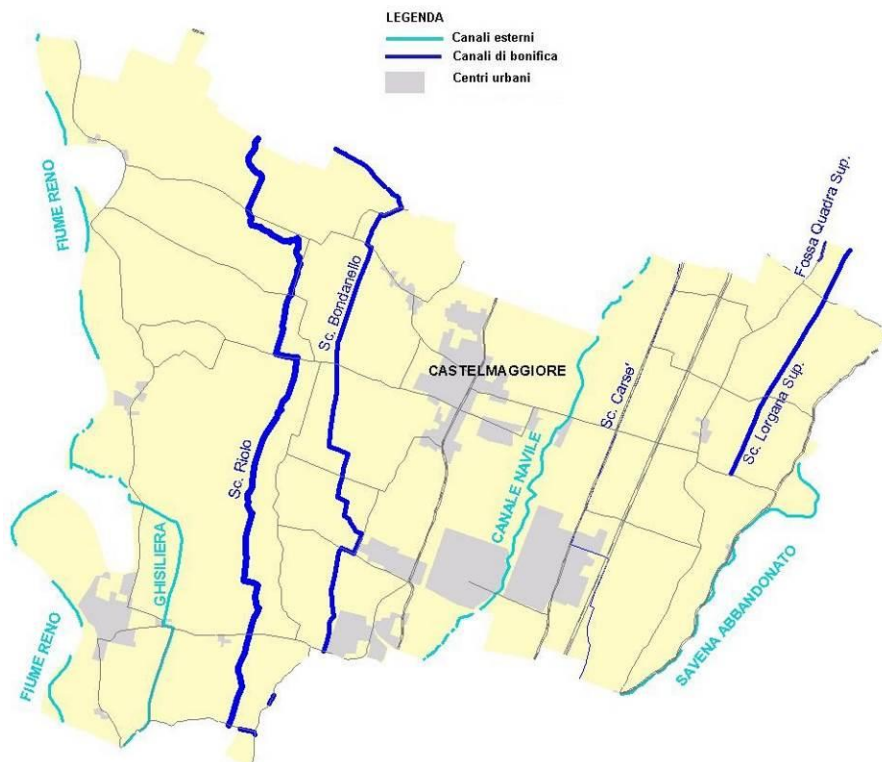 LEGENDA
Canali esterni
Canali di bonifica
Centri urbani
FIUME RENO
Sc. Bondanello
Fossa Quadra Sup.
CASTELMAGGIORE
Sc. Carse'
Sc. Lorgana Sup.
Sc. Riolo
CANALE NAVILE
GHISILIERA
SAVENA ABBANDONATO
FIUME RENO